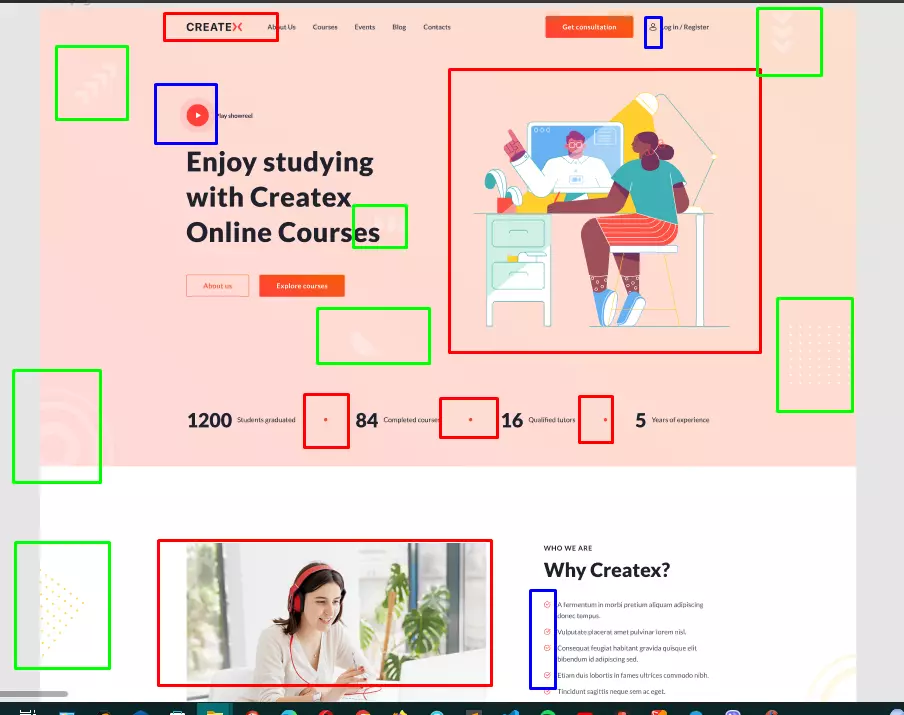 CREATEX
About Us Courses Events Blog Contacts
Get consultation
Log in / Register
Play showreel
Enjoy studying
with Createx
Online Courses
About us
Explore courses
1200 Students graduated
84 Completed courses
16 Qualified tutors
5 Years of experience
WHO WE ARE
Why Createx?
A fermentum in morbi pretium aliquam adipiscing
donec tempus.
Vulputate placerat amet pulvinar lorem nisl.
Consequat feugiat habitant gravida quisque elit
bibendum id adipiscing sed.
Etiam duis lobortis in fames ultrices commodo nibh.
Tincidunt sagittis neque sem ac eget.